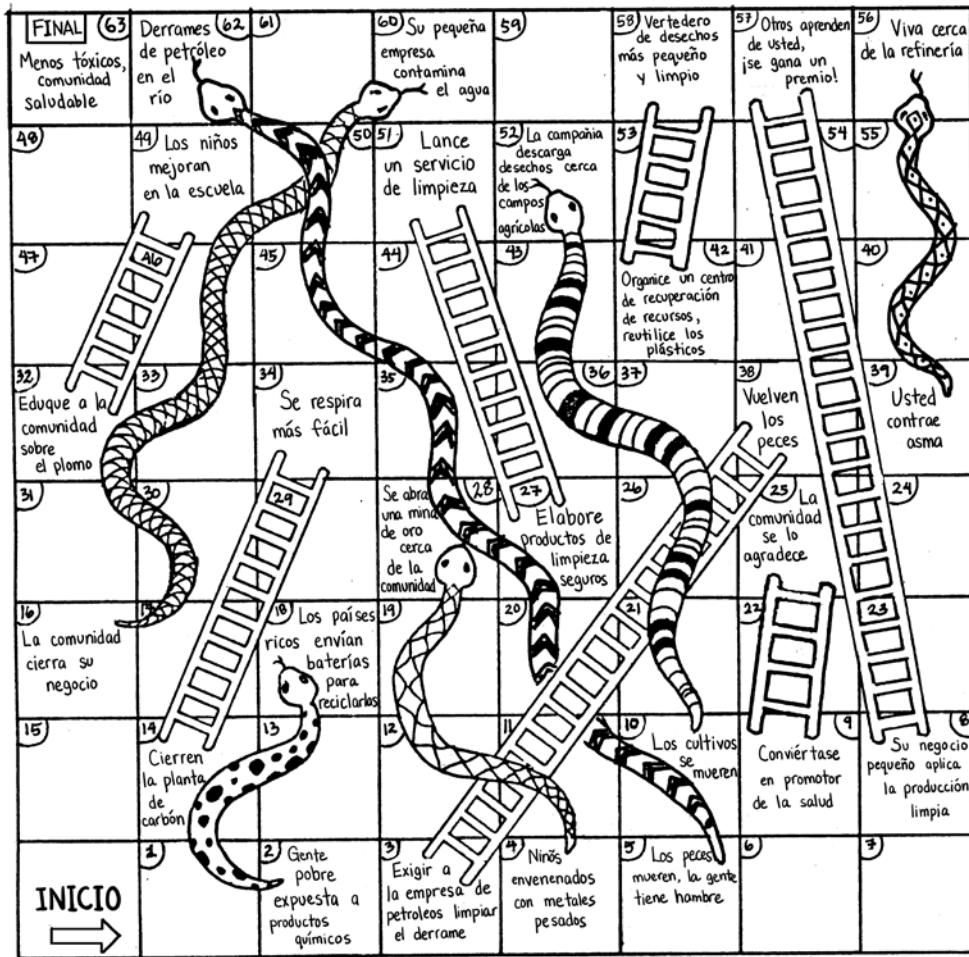 FINAL 63
Menos tóxicos,
comunidad
saludable
62
Derrames
de petróleo
en el
río
61
60
Su pequeña
empresa
contamina
el agua
59
58
Vertedero
de desechos
más pequeño
y limpio
57
Otros aprenden
de usted,
¡se gana un
premio!
56
Viva cerca
de la refinería
48
49
Los niños
mejoran
en la escuela
50
51
Lance
un servicio
de limpieza
52
La campañia
descarga
desechos cerca
de los
campos
agrícolas
53
54
55
47
46
45
44
43
42
Organice un centro
de recuperación
de recursos,
reutilice los
plásticos
41
40
32
Eduque a la
comunidad
sobre
el plomo
33
34
Se respira
más fácil
35
36
37
38
Vuelven
los
peces
39
Usted
contrae
asma
31
30
29
28
Se abra
una mina
de oro
cerca
de la
comunidad
27
Elabore
productos de
limpieza
seguros
26
25
La
comunidad
se lo
agradece
24
16
La comunidad
cierra su
negocio
17
18
Los países
ricos envían
baterías
para
reciclarlas
19
20
21
22
23
15
14
Cierren
la planta
de
carbón
13
12
11
10
Los cultivos
se
mueren
9
Conviértase
en promotor
de la salud
8
Su negocio
pequeño aplica
la producción
limpia
INICIO
1
2
Gente
pobre
expuesta a
productos
químicos
3
Exigir a
a la empresa de
petroleos limpiar
el derrame
4
Ninõs
envenenados
con metales
pesados
5
Los peces
mueren, la gente
tiene hambre
6
7